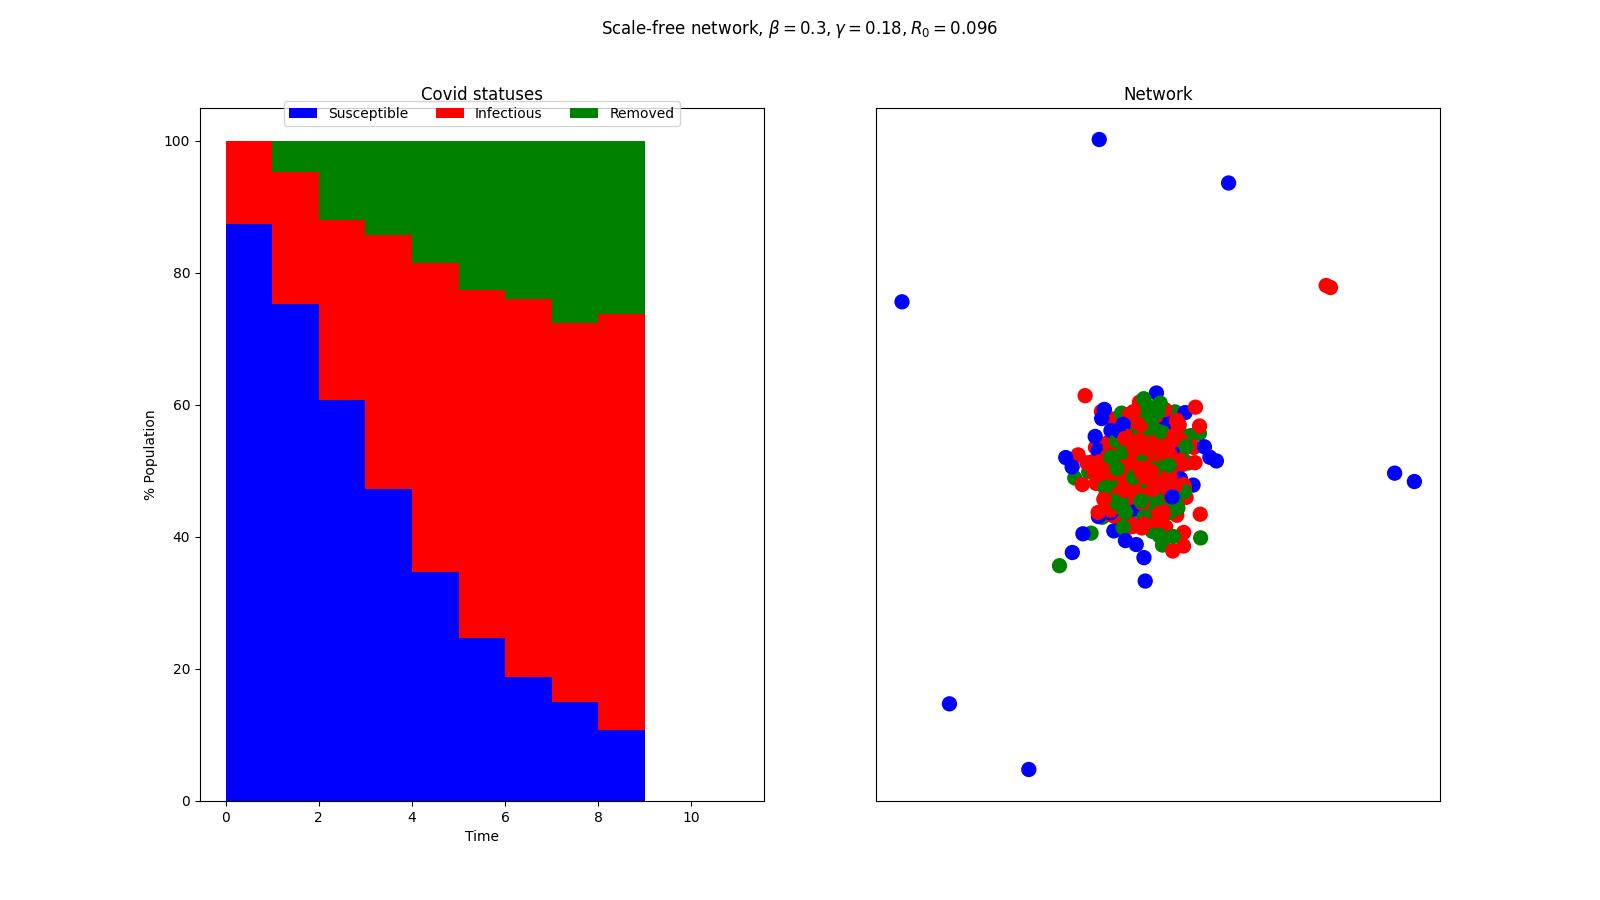 Scale-free network, β = 0.3, γ = 0.18, R₀ = 0.096
Covid statuses
Susceptible Infectious Removed
100
80
60
40
20
0
% Population
0 2 4 6 8 10
Time
Network